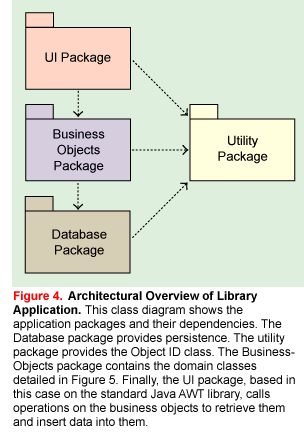 UI Package
Business
Objects
Package
Utility
Package
Database
Package
Figure 4. Architectural Overview of Library
Application. This class diagram shows the
application packages and their dependencies. The
Database package provides persistence. The utility
package provides the Object ID class. The Business-
Objects package contains the domain classes
detailed in Figure 5. Finally, the UI package, based in
this case on the standard Java AWT library, calls
operations on the business objects to retrieve them
and insert data into them.